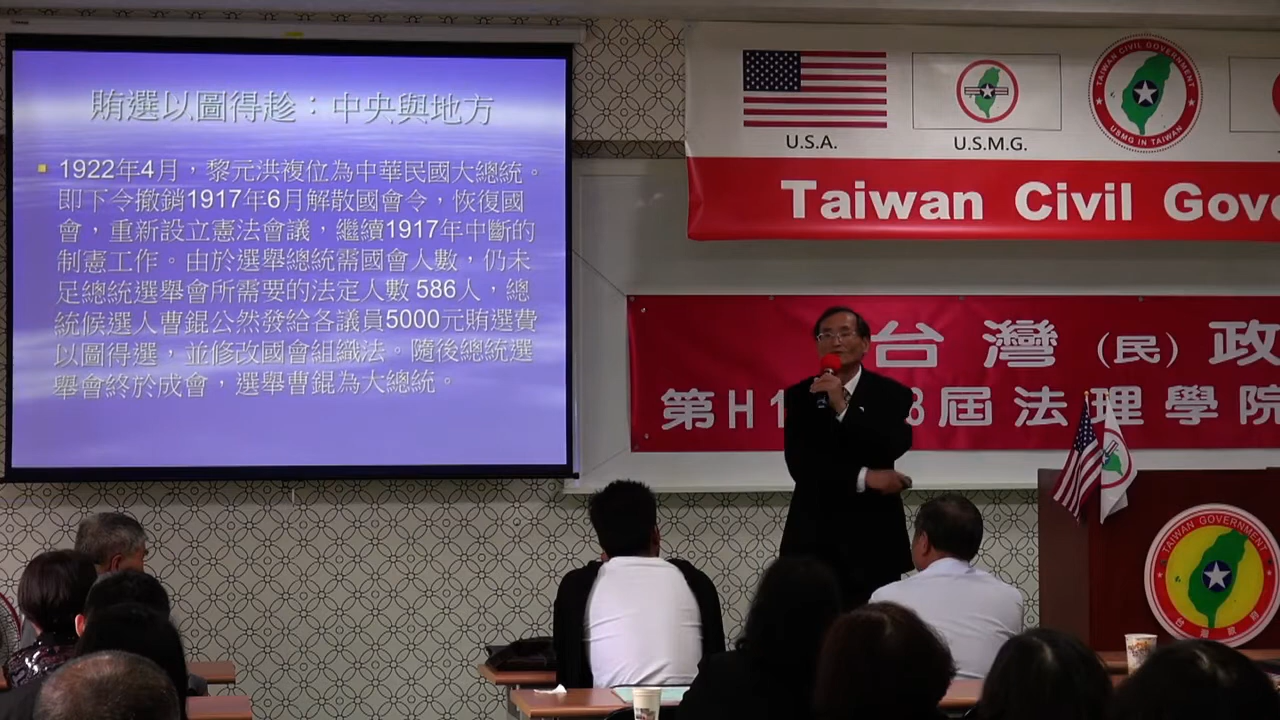 賄選以圖得趁：中央與地方
1922年4月，黎元洪複位為中華民國大總統。
即下令撤銷1917年6月解散國會令，恢復國
會，重新設立憲法會議，繼續1917年中斷的
制憲工作。由於選舉總統需國會人數，仍未
足總統選舉會所需要的法定人數 586人，總
統候選人曹錕公然發給各議員5000元賄選費
以圖得選，並修改國會組織法。隨後總統選
舉會終於成會，選舉曹錕為大總統。
U.S.A.
U.S.M.G.
TAIWAN CIVIL GOVERNMENT
USMG IN TAIWAN
Taiwan Civil Gove
台灣（民）政
第H1 3屆法理學院
TAIWAN GOVERNMENT
台灣政府